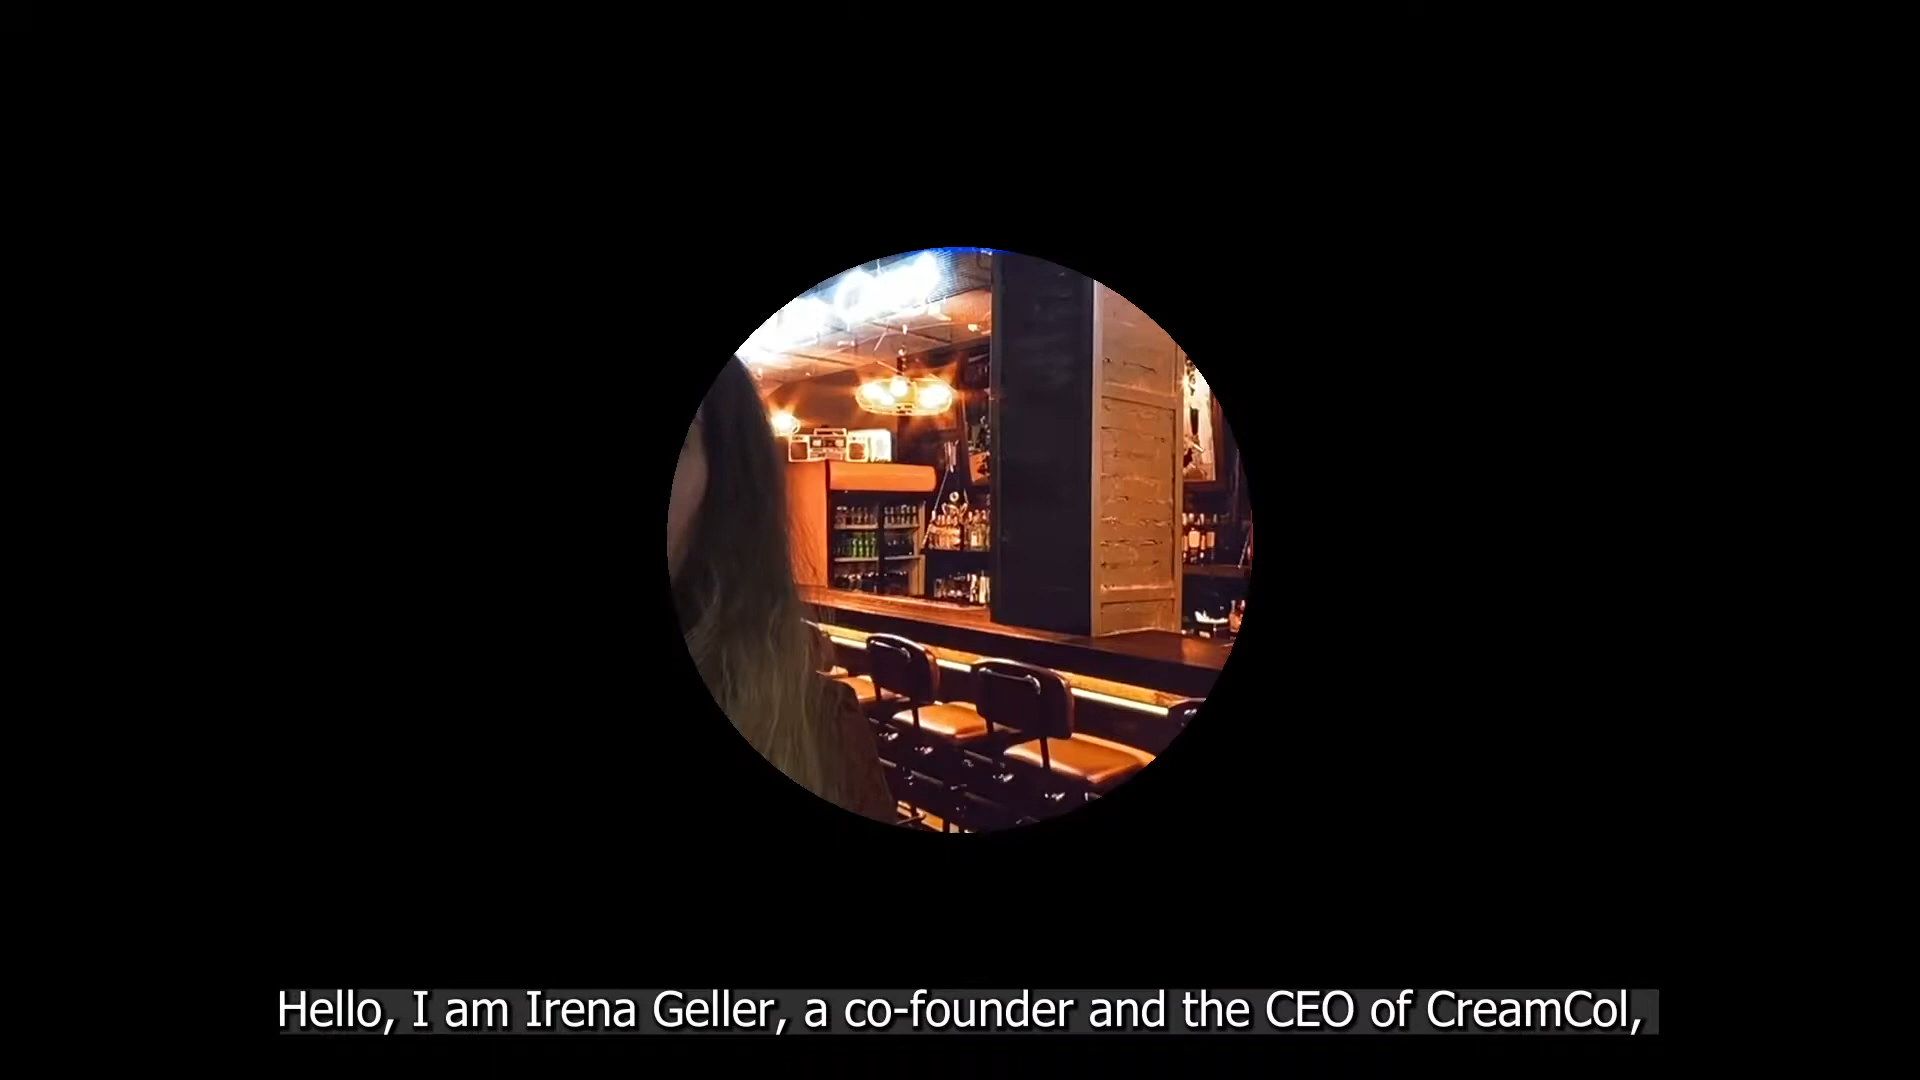 Hello, I am Irena Geller, a co-founder and the CEO of CreamCol,